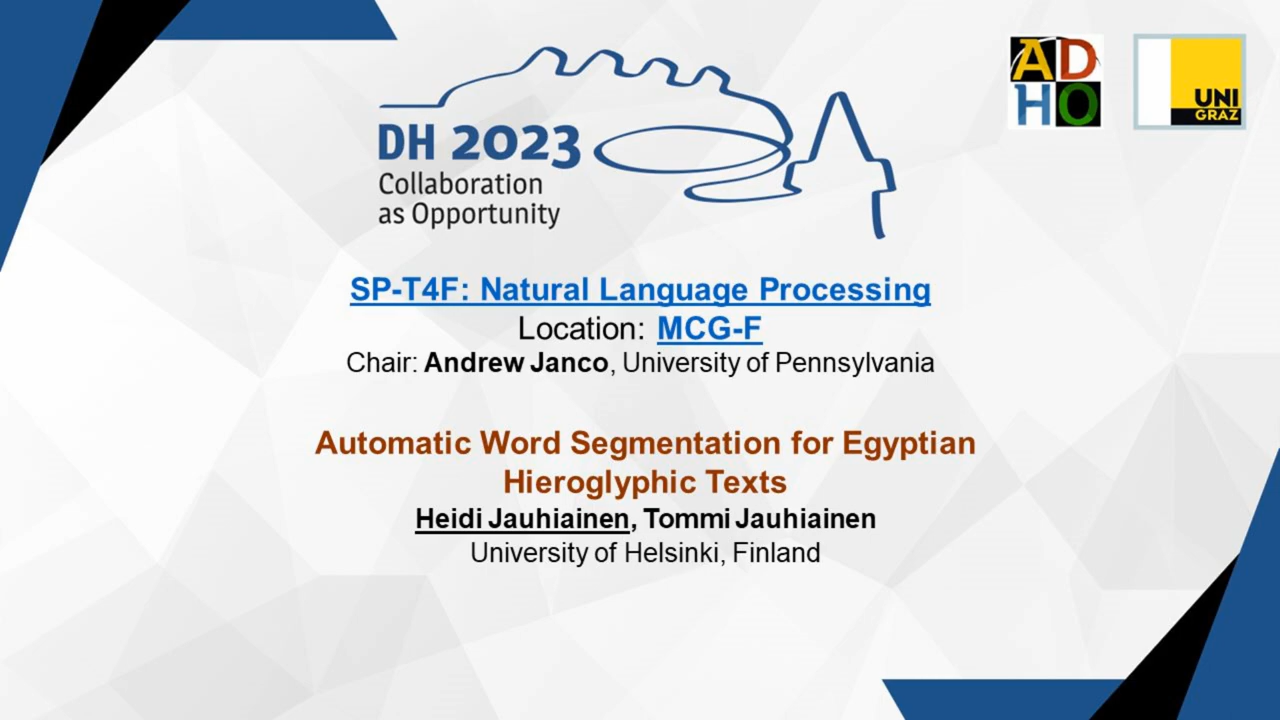 DH 2023
Collaboration
as Opportunity
AD
HO
UNI
GRAZ
SP-T4F: Natural Language Processing
Location: MCG-F
Chair: Andrew Janco, University of Pennsylvania
Automatic Word Segmentation for Egyptian
Hieroglyphic Texts
Heidi Jauhiainen, Tommi Jauhiainen
University of Helsinki, Finland